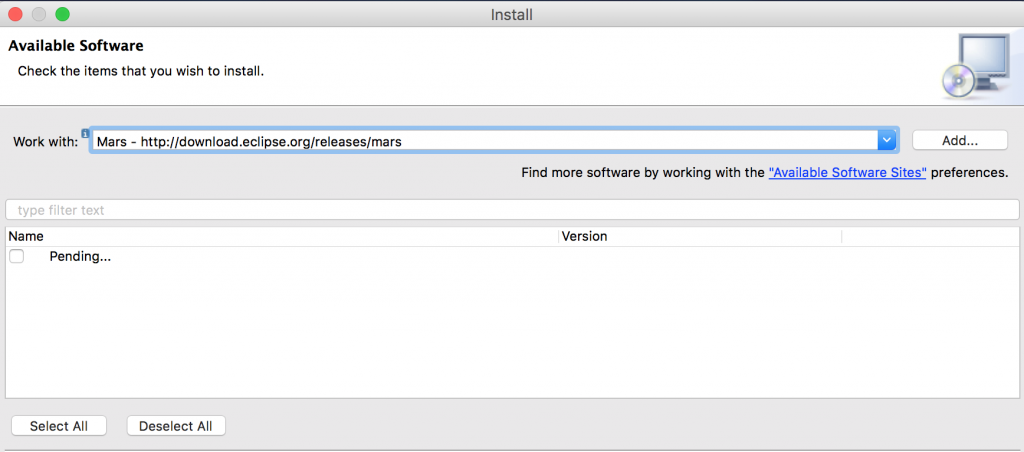 Install
Available Software
Check the items that you wish to install.
Work with: Mars - http://download.eclipse.org/releases/mars Add...
Find more software by working with the "Available Software Sites" preferences.
type filter text
Name Version
Pending...
Select All Deselect All